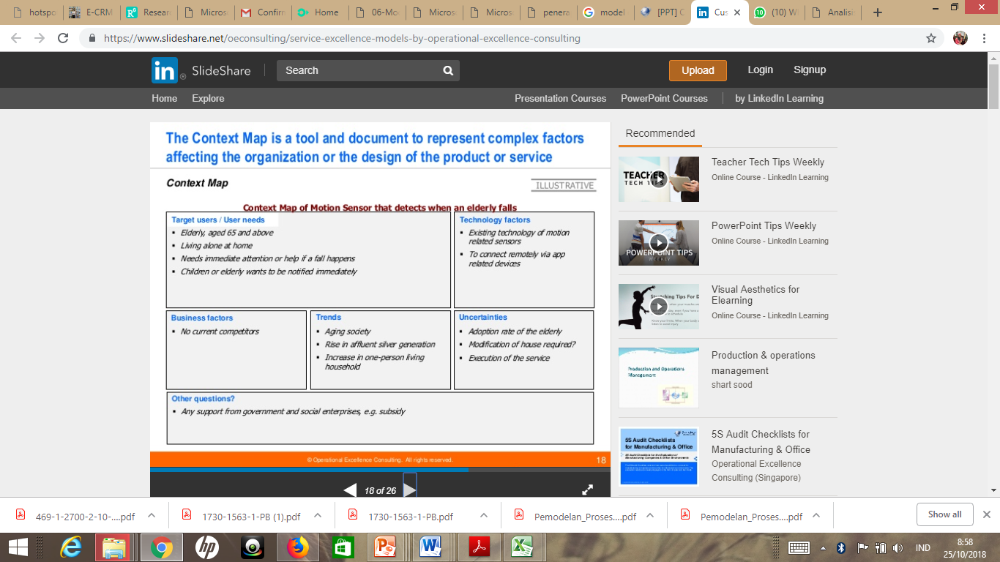 hotspo
E-CRM
Researc
Micros
Confirm
Home
06-Mo
Micros
Micros
penera
model
[PPT] C
Cus
(10) W
Analisi
https://www.slideshare.net/oeconsulting/service-excellence-models-by-operational-excellence-consulting
in SlideShare
Search
Upload
Login
Signup
Home
Explore
Presentation Courses
PowerPoint Courses
by LinkedIn Learning
The Context Map is a tool and document to represent complex factors
affecting the organization or the design of the product or service
Context Map
ILLUSTRATIVE
Context Map of Motion Sensor that detects when an elderly falls
Target users / User needs
▪ Elderly, aged 65 and above
▪ Living alone at home
▪ Needs immediate attention or help if a fall happens
▪ Children or elderly wants to be notified immediately
Technology factors
▪ Existing technology of motion
related sensors
▪ To connect remotely via app
related devices
Business factors
▪ No current competitors
Trends
▪ Aging society
▪ Rise in affluent silver generation
▪ Increase in one-person living
household
Uncertainties
▪ Adoption rate of the elderly
▪ Modification of house required?
▪ Execution of the service
Other questions?
▪ Any support from government and social enterprises, e.g. subsidy
© Operational Excellence Consulting. All rights reserved.
18
18 of 26
Recommended
TEACHER
TECH TIPS
Teacher Tech Tips Weekly
Online Course - LinkedIn Learning
POWERPOINT TIPS
WEEKLY
PowerPoint Tips Weekly
Online Course - LinkedIn Learning
Stretching Tips For D
Visual Aesthetics for
Elearning
Online Course - LinkedIn Learning
Production and Operations
Management
Production & operations
management
shart sood
5S Audit Checklists
for Manufacturing & Office
5S Audit Checklists for
Manufacturing & Office
Operational Excellence
Consulting (Singapore)
469-1-2700-2-10-....pdf
1730-1563-1-PB (1).pdf
1730-1563-1-PB.pdf
Pemodelan_Proses....pdf
Pemodelan_Proses....pdf
Show all
IND
8:58
25/10/2018